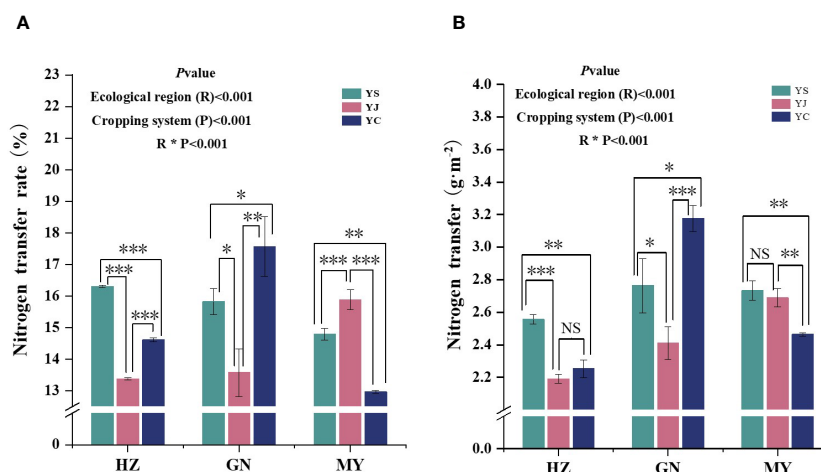 A
Pvalue
Ecological region (R)<0.001
Cropping system (P)<0.001
R * P<0.001
YS
YJ
YC
Nitrogen transfer rate (%)
23
22
21
20
19
18
17
16
15
14
13
0
***
***
***
*
*
**
**
***
***
HZ
GN
MY
B
Pvalue
Ecological region (R)<0.001
Cropping system (P)<0.001
R * P<0.001
YS
YJ
YC
Nitrogen transfer (g·m-2)
4.0
3.8
3.6
3.4
3.2
3.0
2.8
2.6
2.4
2.2
0.0
**
***
NS
*
*
***
**
NS
**
HZ
GN
MY